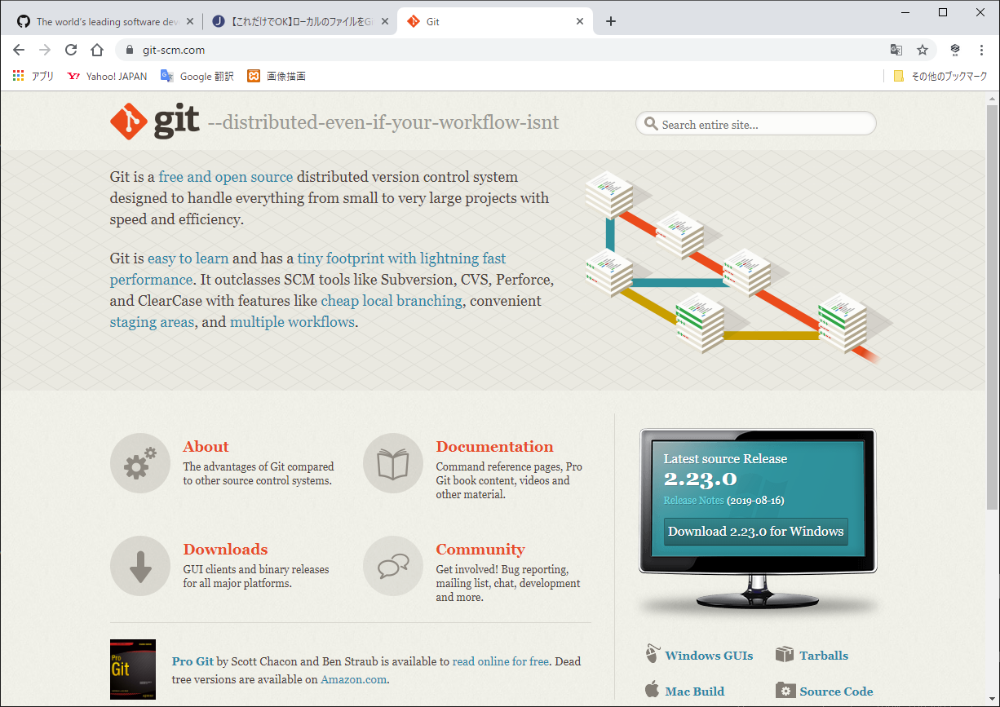 The world's leading software dev
【これだけでOK】ローカルのファイルをGi
Git
git-scm.com
アプリ
Yahoo! JAPAN
Google 翻訳
画像描画
その他のブックマーク
git --distributed-even-if-your-workflow-isnt
Search entire site...
Git is a free and open source distributed version control system
designed to handle everything from small to very large projects with
speed and efficiency.
Git is easy to learn and has a tiny footprint with lightning fast
performance. It outclasses SCM tools like Subversion, CVS, Perforce,
and ClearCase with features like cheap local branching, convenient
staging areas, and multiple workflows.
About
The advantages of Git compared
to other source control systems.
Documentation
Command reference pages, Pro
Git book content, videos and
other material.
Downloads
GUI clients and binary releases
for all major platforms.
Community
Get involved! Bug reporting,
mailing list, chat, development
and more.
Latest source Release
2.23.0
Release Notes (2019-08-16)
Download 2.23.0 for Windows
Pro
Git
Pro Git by Scott Chacon and Ben Straub is available to read online for free. Dead
tree versions are available on Amazon.com.
Windows GUIs
Tarballs
Mac Build
Source Code